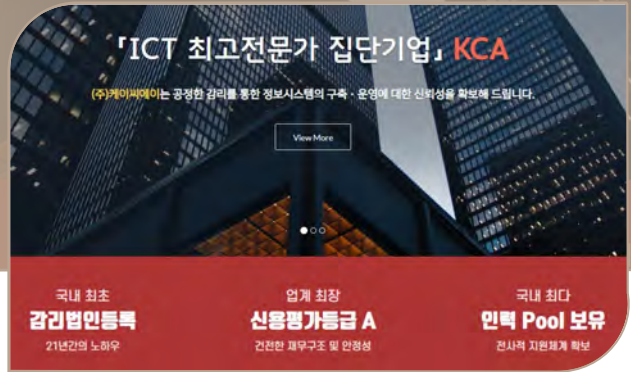 「ICT 최고전문가 집단기업」 KCA
(주)케이씨에이는 공정한 감리를 통한 정보시스템의 구축 · 운영에 대한 신뢰성을 확보해 드립니다.
View More
국내 최초
감리법인등록
21년간의 노하우
업계 최장
신용평가등급 A
건전한 재무구조 및 안정성
국내 최다
인력 Pool 보유
전사적 지원체계 확보